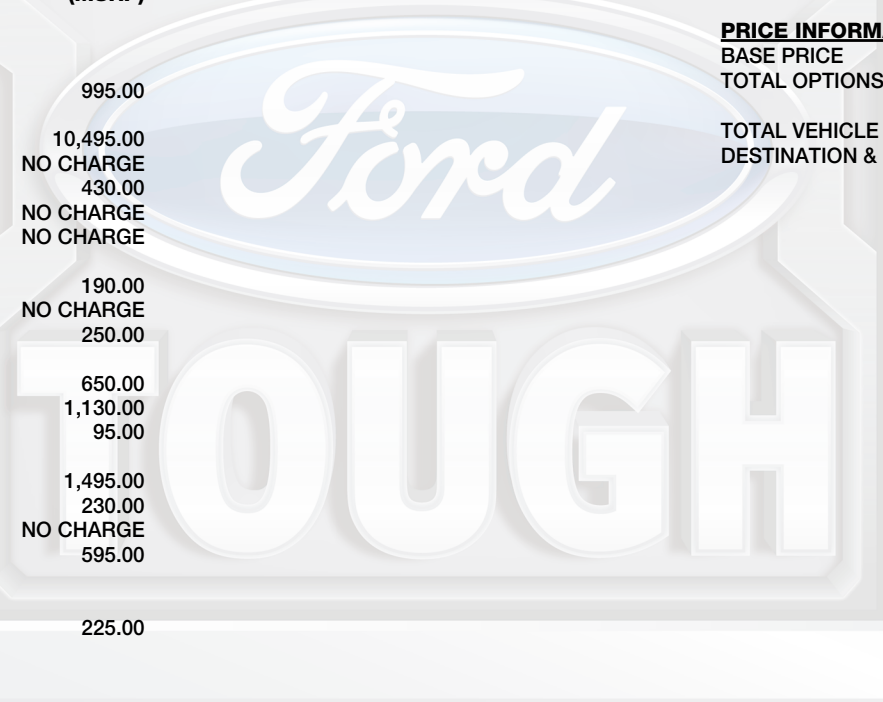 PRICE INFORM
BASE PRICE
TOTAL OPTIONS
TOTAL VEHICLE
DESTINATION &
995.00
10,495.00
NO CHARGE
430.00
NO CHARGE
NO CHARGE
190.00
NO CHARGE
250.00
650.00
1,130.00
95.00
1,495.00
230.00
NO CHARGE
595.00
225.00
Ford
TOUGH